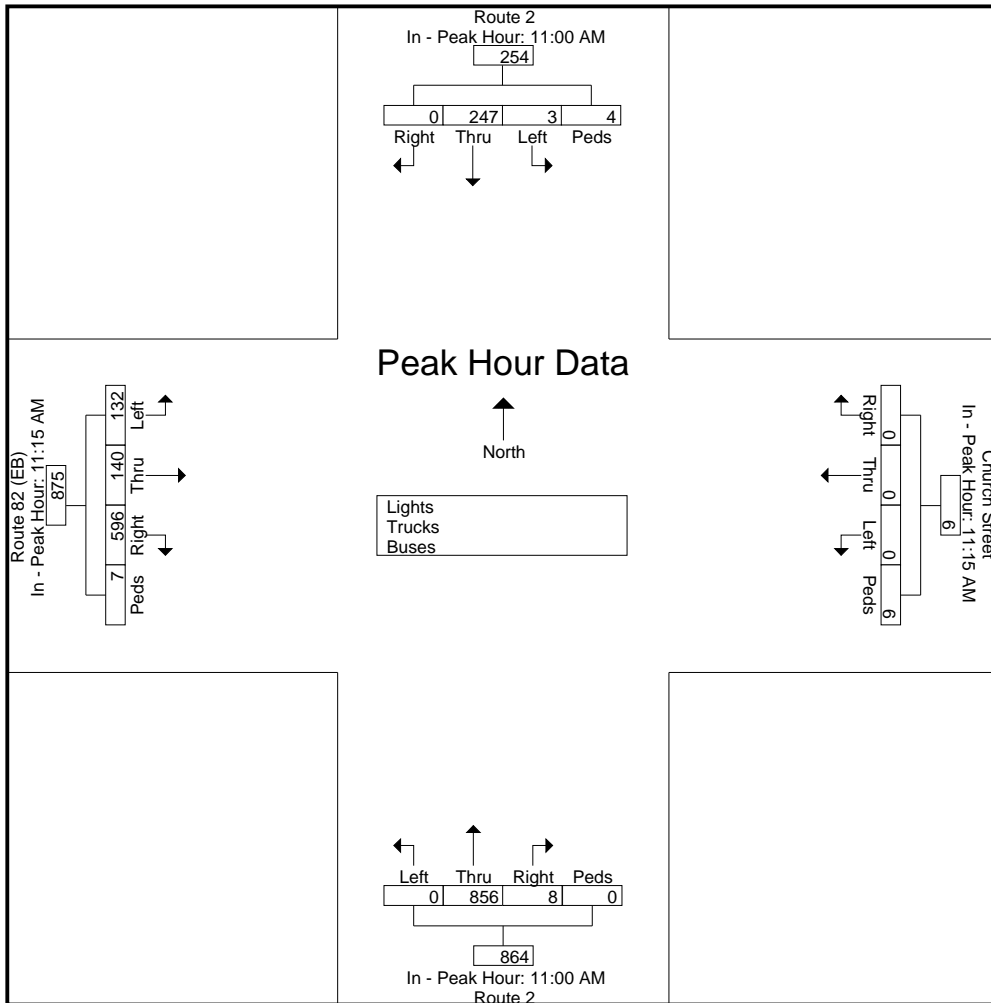 Route 2
In - Peak Hour: 11:00 AM
254
0 247 3 4
Right Thru Left Peds
Peak Hour Data
North
Lights
Trucks
Buses
Route 82 (EB)
In - Peak Hour: 11:15 AM
875
132 140 596 7
Left Thru Right Peds
Church Street
In - Peak Hour: 11:15 AM
6
0 0 0 6
Right Thru Left Peds
Left Thru Right Peds
0 856 8 0
864
In - Peak Hour: 11:00 AM
Route 2